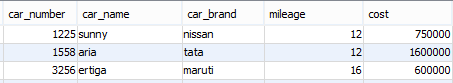 car_number car_name car_brand mileage cost
1225 sunny nissan 12 750000
1558 aria tata 12 1600000
3256 ertiga maruti 16 600000